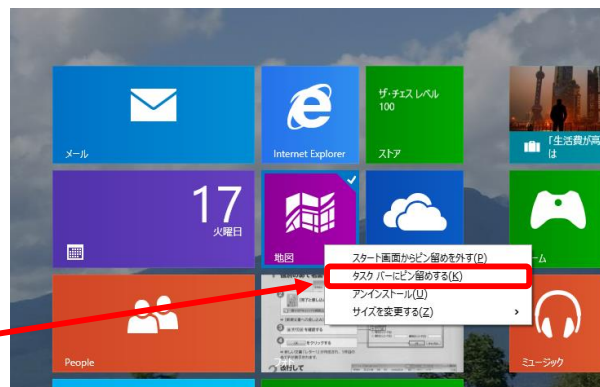 ザ・チェス レベル
100
メール
Internet Explorer
ストア
「生活費が高
は
17
火曜日
地図
スタート画面からピン留めを外す(P)
タスク バーにピン留めする(K)
アンインストール(U)
サイズを変更する(Z)
People
ミュージック